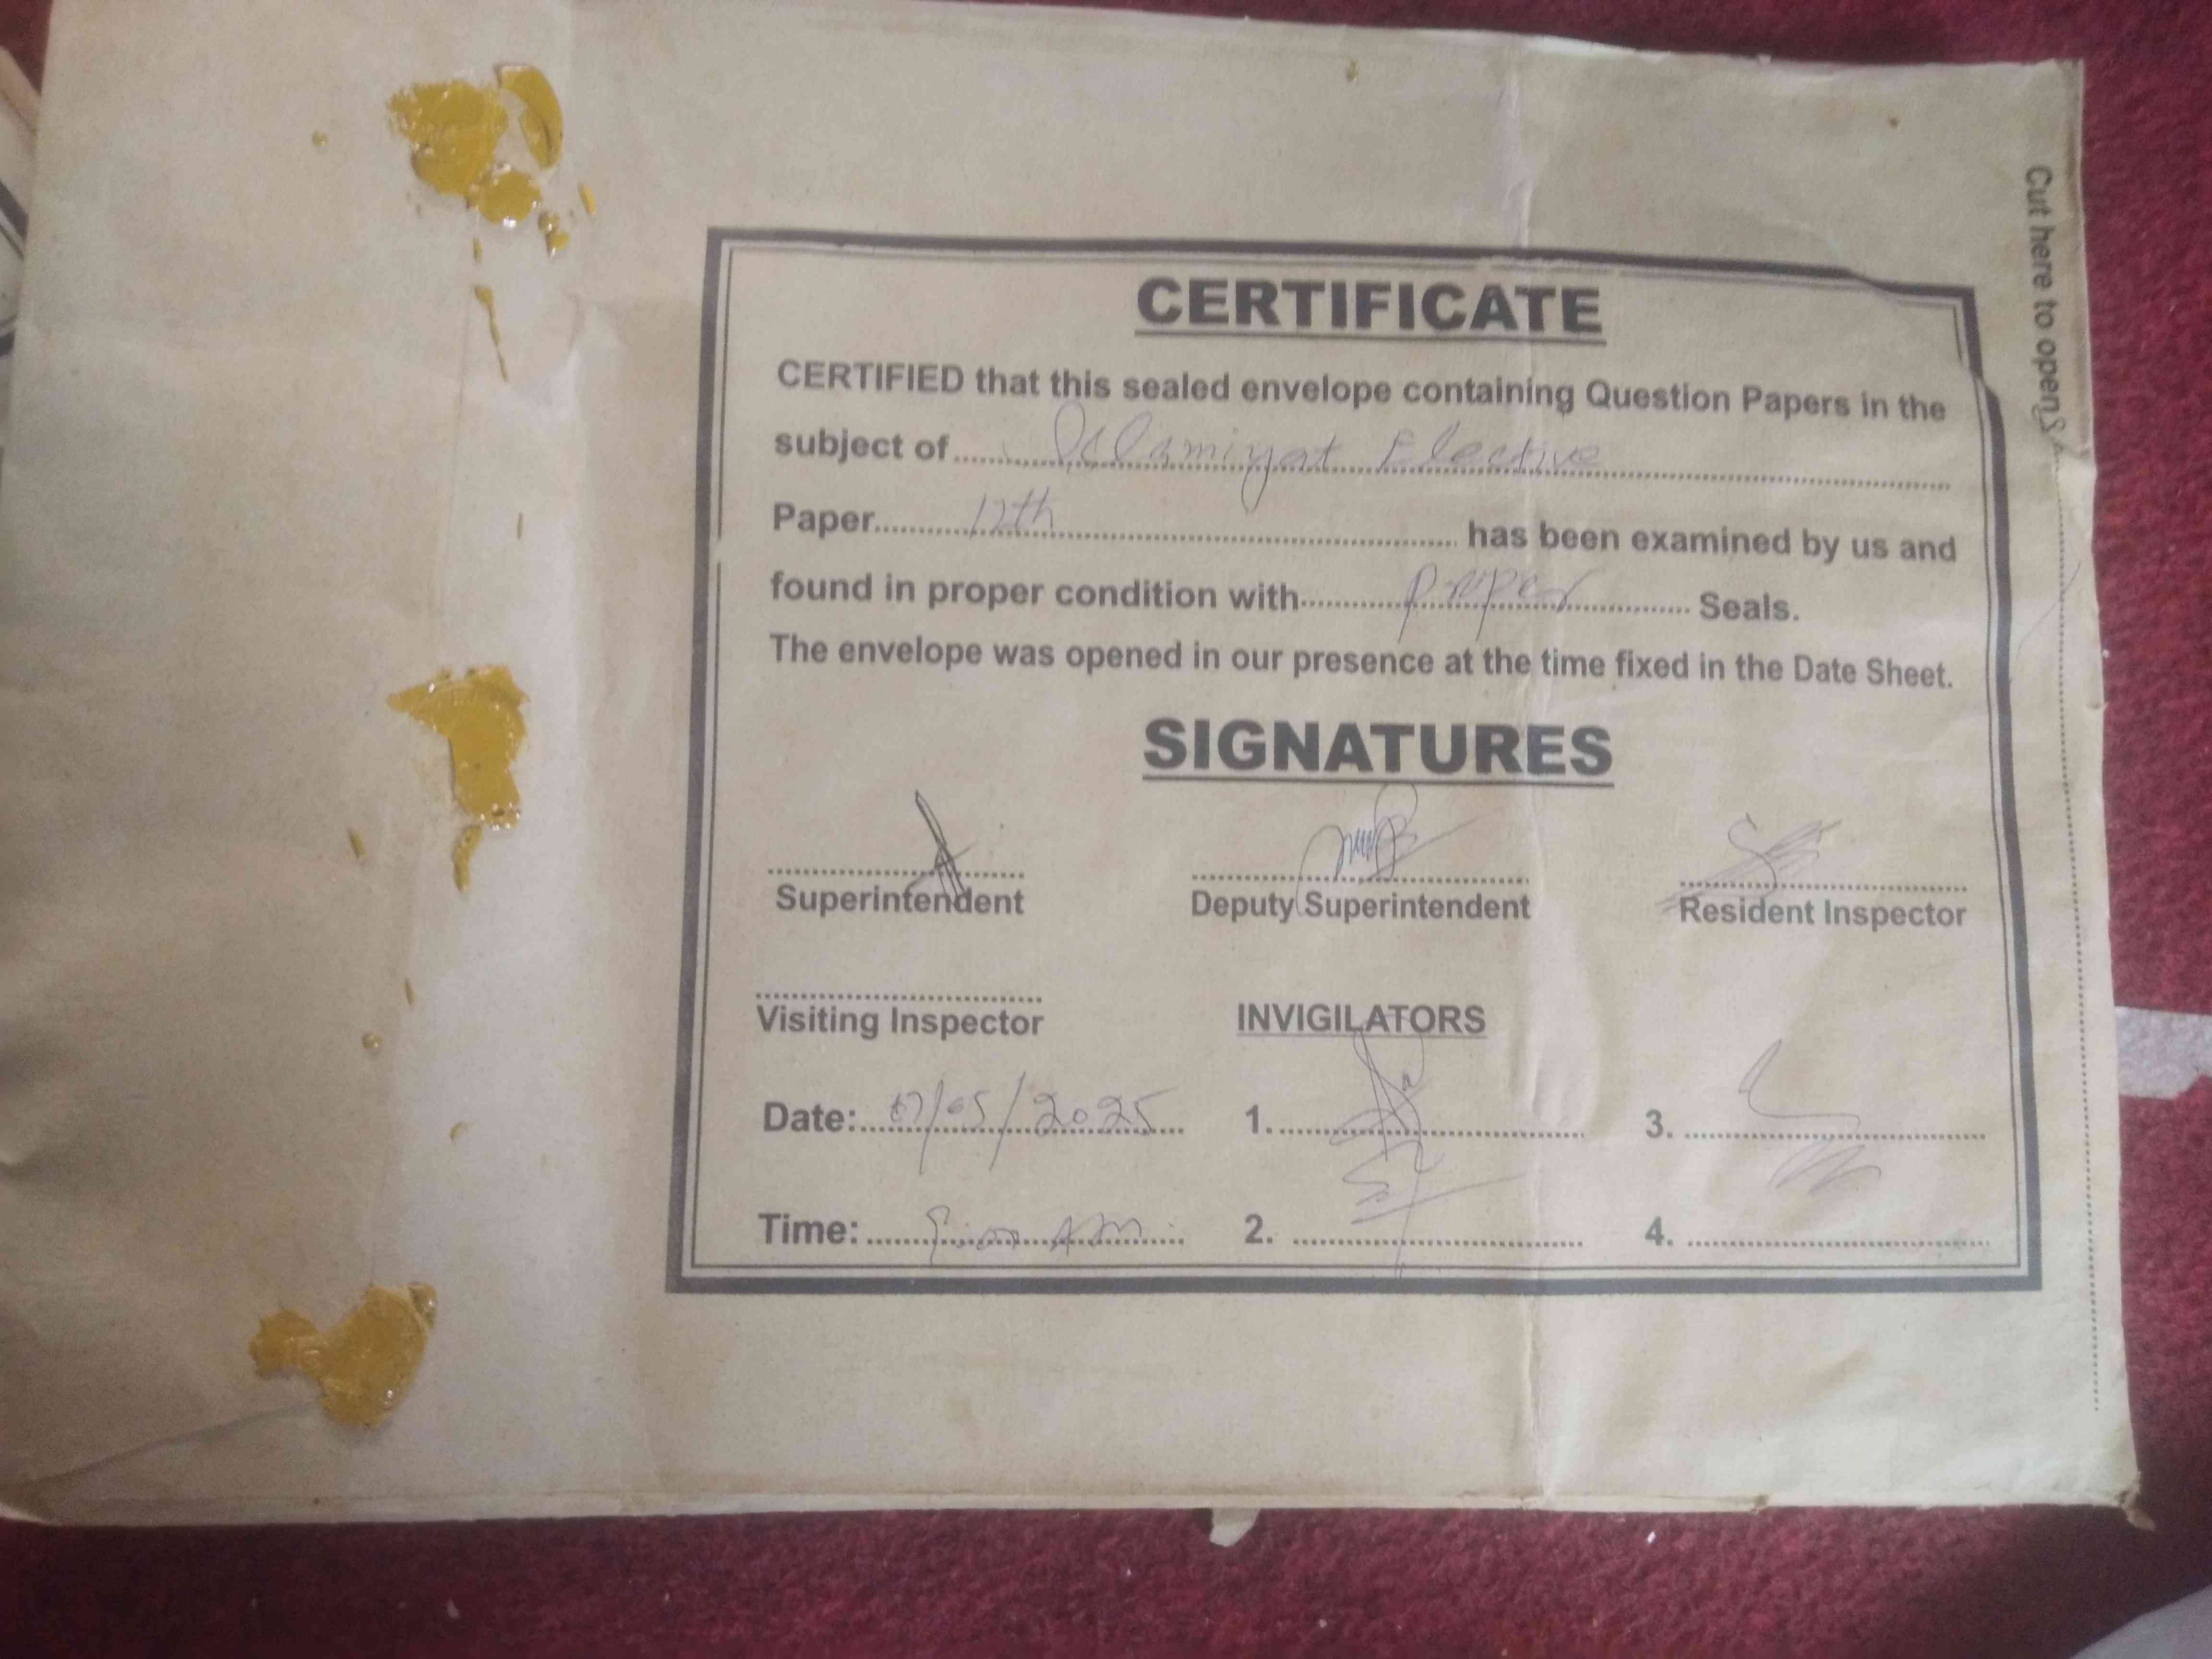 CERTIFICATE
CERTIFIED that this sealed envelope containing Question Papers in the
subject of Islamiyat Elective
Paper 12th has been examined by us and
found in proper condition with proper Seals.
The envelope was opened in our presence at the time fixed in the Date Sheet.
SIGNATURES
Superintendent Deputy Superintendent Resident Inspector
Visiting Inspector INVIGILATORS
Date: 07/05/2025 1. 3.
Time: AM 2. 4.
Cut here to open